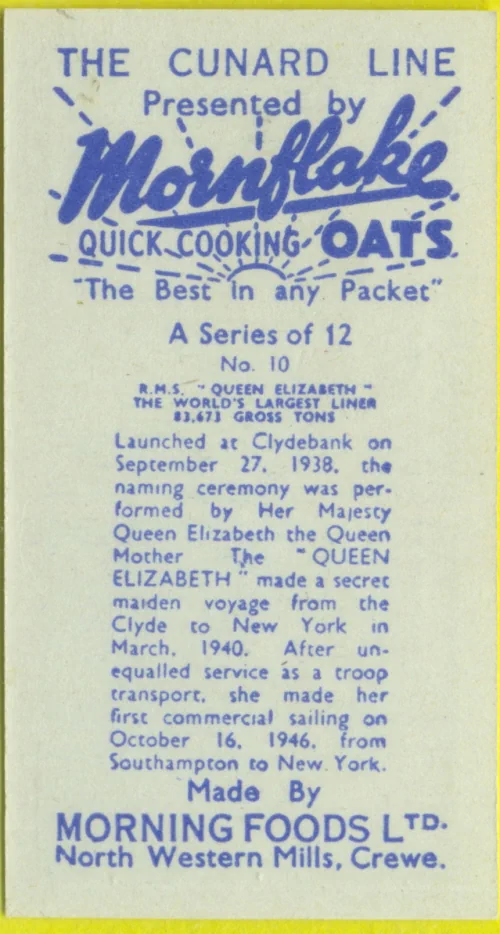 THE CUNARD LINE
Presented by
Mornflake
QUICK COOKING OATS
"The Best in any Packet"
A Series of 12
No. 10
R.M.S. "QUEEN ELIZABETH"
THE WORLD'S LARGEST LINER
83,673 GROSS TONS
Launched at Clydebank on
September 27, 1938, the
naming ceremony was per-
formed by Her Majesty
Queen Elizabeth the Queen
Mother The "QUEEN
ELIZABETH" made a secret
maiden voyage from the
Clyde to New York in
March, 1940. After un-
equalled service as a troop
transport, she made her
first commercial sailing on
October 16, 1946, from
Southampton to New York.
Made By
MORNING FOODS LTD.
North Western Mills, Crewe.